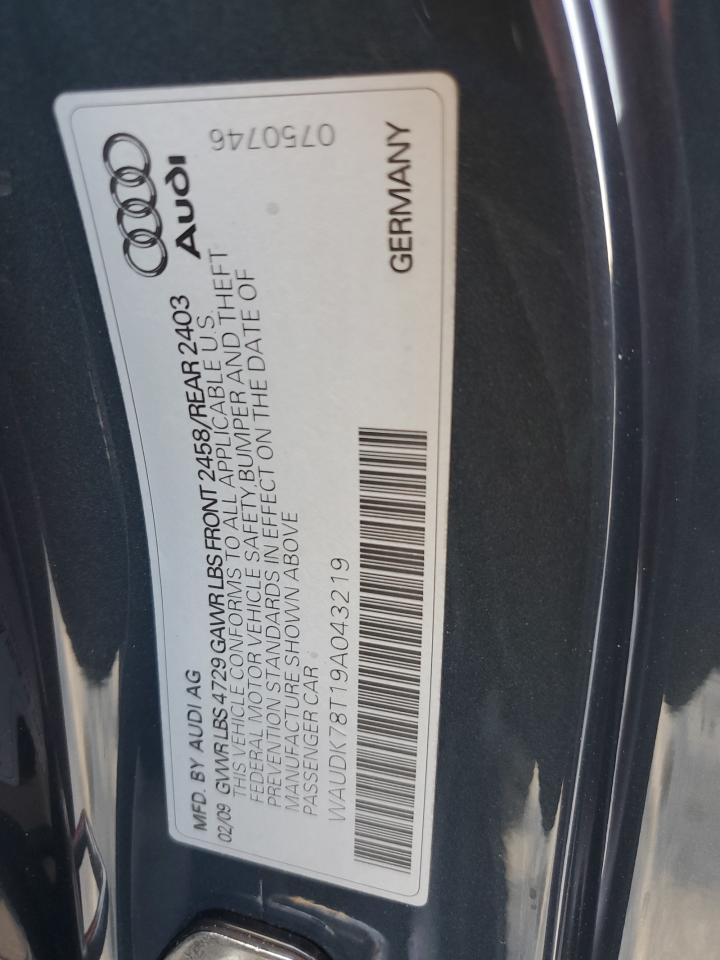 MFD. BY AUDI AG
02/09 GVWR LBS 4729 GAWR LBS FRONT 2458/REAR 2403
THIS VEHICLE CONFORMS TO ALL APPLICABLE U.S.
FEDERAL MOTOR VEHICLE SAFETY, BUMPER AND THEFT
PREVENTION STANDARDS IN EFFECT ON THE DATE OF
MANUFACTURE SHOWN ABOVE
PASSENGER CAR
WAUDK78T19A043219
Audi
0750746
GERMANY